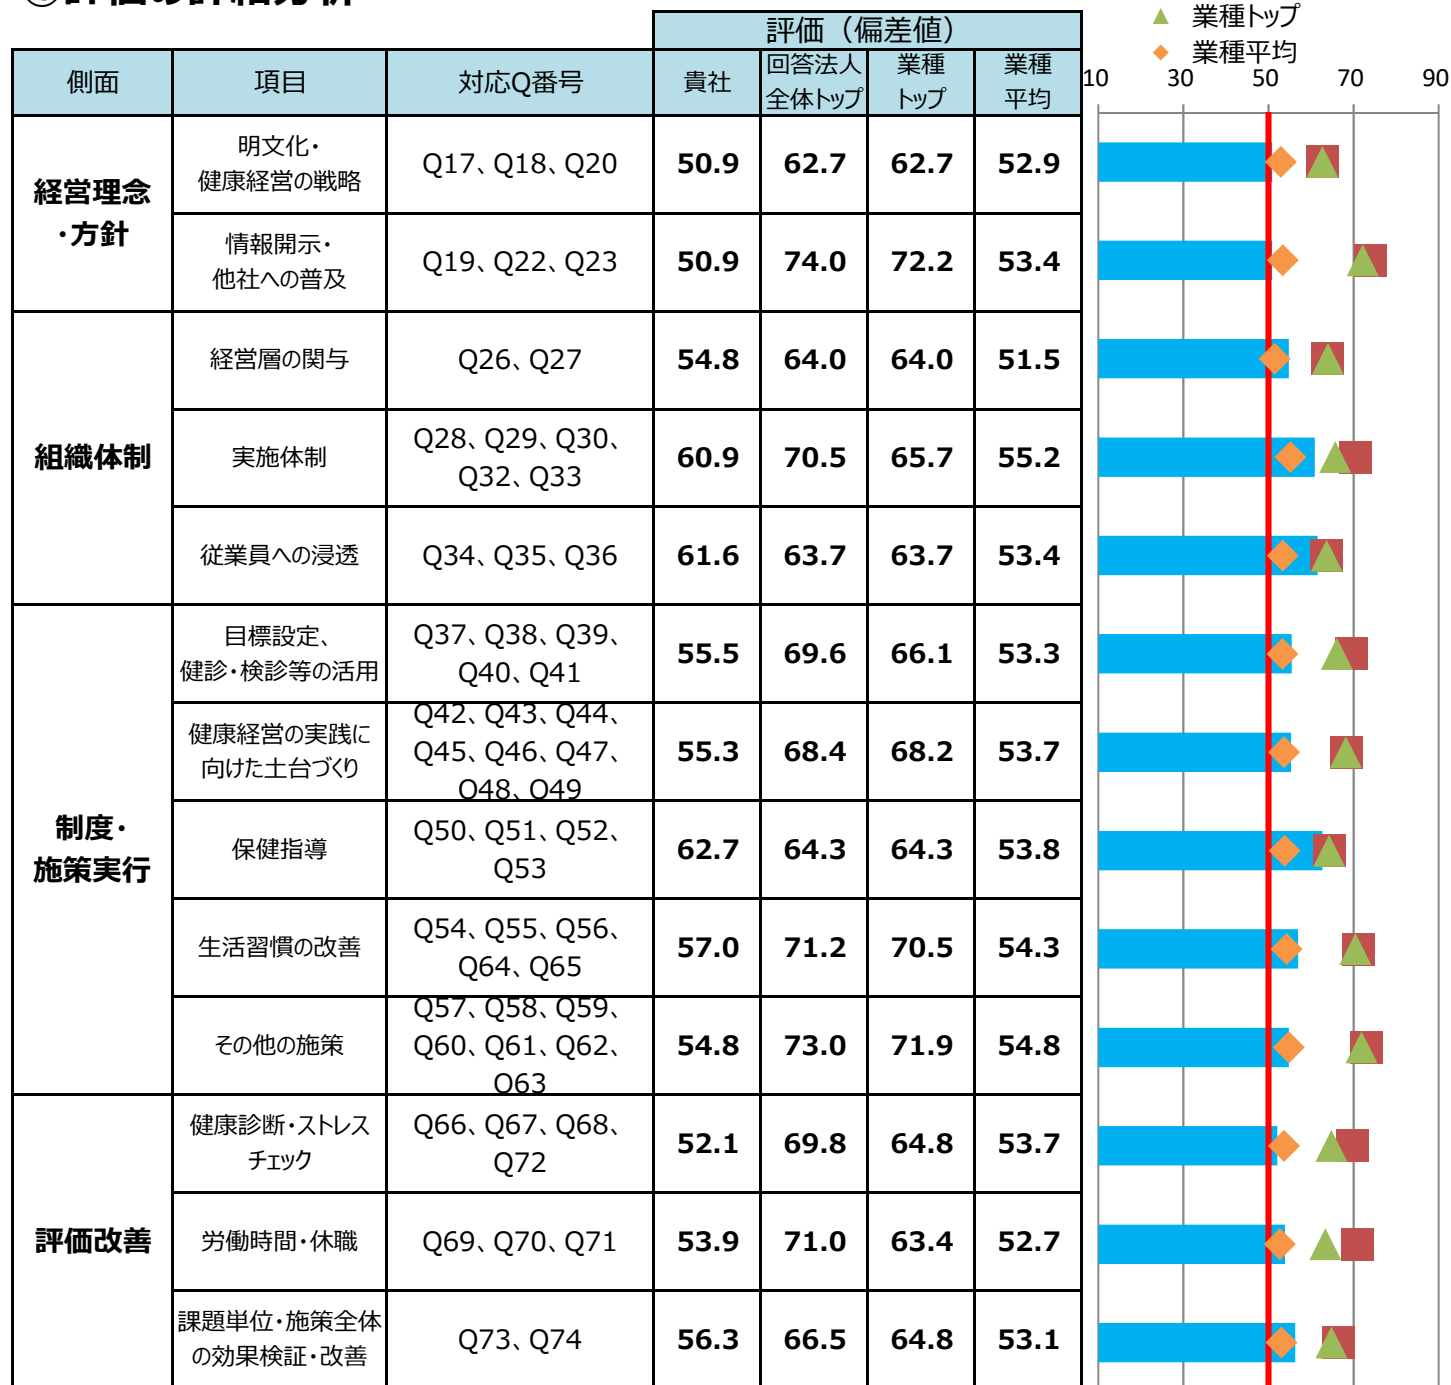 評価（偏差値）
▲ 業種トップ
◆ 業種平均
側面 項目 対応Q番号 貴社 回答法人 業種 業種
全体トップ トップ 平均
10 30 50 70 90
経営理念
・方針
明文化・
健康経営の戦略
Q17、Q18、Q20 50.9 62.7 62.7 52.9
情報開示・
他社への普及
Q19、Q22、Q23 50.9 74.0 72.2 53.4
組織体制
経営層の関与 Q26、Q27 54.8 64.0 64.0 51.5
実施体制
Q28、Q29、Q30、
Q32、Q33
60.9 70.5 65.7 55.2
従業員への浸透 Q34、Q35、Q36 61.6 63.7 63.7 53.4
制度・
施策実行
目標設定、
健診・検診等の活用
Q37、Q38、Q39、
Q40、Q41
55.5 69.6 66.1 53.3
健康経営の実践に
向けた土台づくり
Q42、Q43、Q44、
Q45、Q46、Q47、
Q48、Q49
55.3 68.4 68.2 53.7
保健指導
Q50、Q51、Q52、
Q53
62.7 64.3 64.3 53.8
生活習慣の改善
Q54、Q55、Q56、
Q64、Q65
57.0 71.2 70.5 54.3
その他の施策
Q57、Q58、Q59、
Q60、Q61、Q62、
Q63
54.8 73.0 71.9 54.8
評価改善
健康診断・ストレス
チェック
Q66、Q67、Q68、
Q72
52.1 69.8 64.8 53.7
労働時間・休職 Q69、Q70、Q71 53.9 71.0 63.4 52.7
課題単位・施策全体
の効果検証・改善
Q73、Q74 56.3 66.5 64.8 53.1